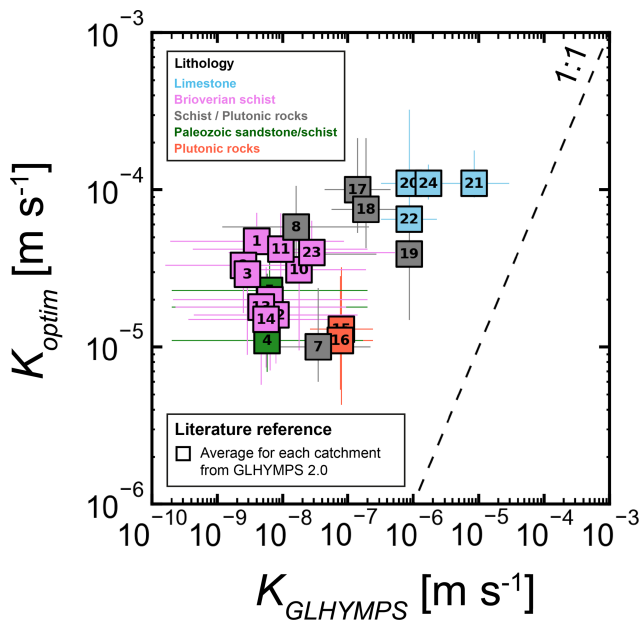 10⁻³
10⁻⁴
10⁻⁵
10⁻⁶
K_optim [m s⁻¹]
Lithology
Limestone
Brioverian schist
Schist / Plutonic rocks
Paleozoic sandstone/schist
Plutonic rocks
1:1
17
20
24
21
18
22
8
1
11
23
19
3
10
14
15
4
7
16
Literature reference
Average for each catchment
from GLHYMPS 2.0
10⁻¹⁰ 10⁻⁹ 10⁻⁸ 10⁻⁷ 10⁻⁶ 10⁻⁵ 10⁻⁴ 10⁻³
K_GLHYMPS [m s⁻¹]